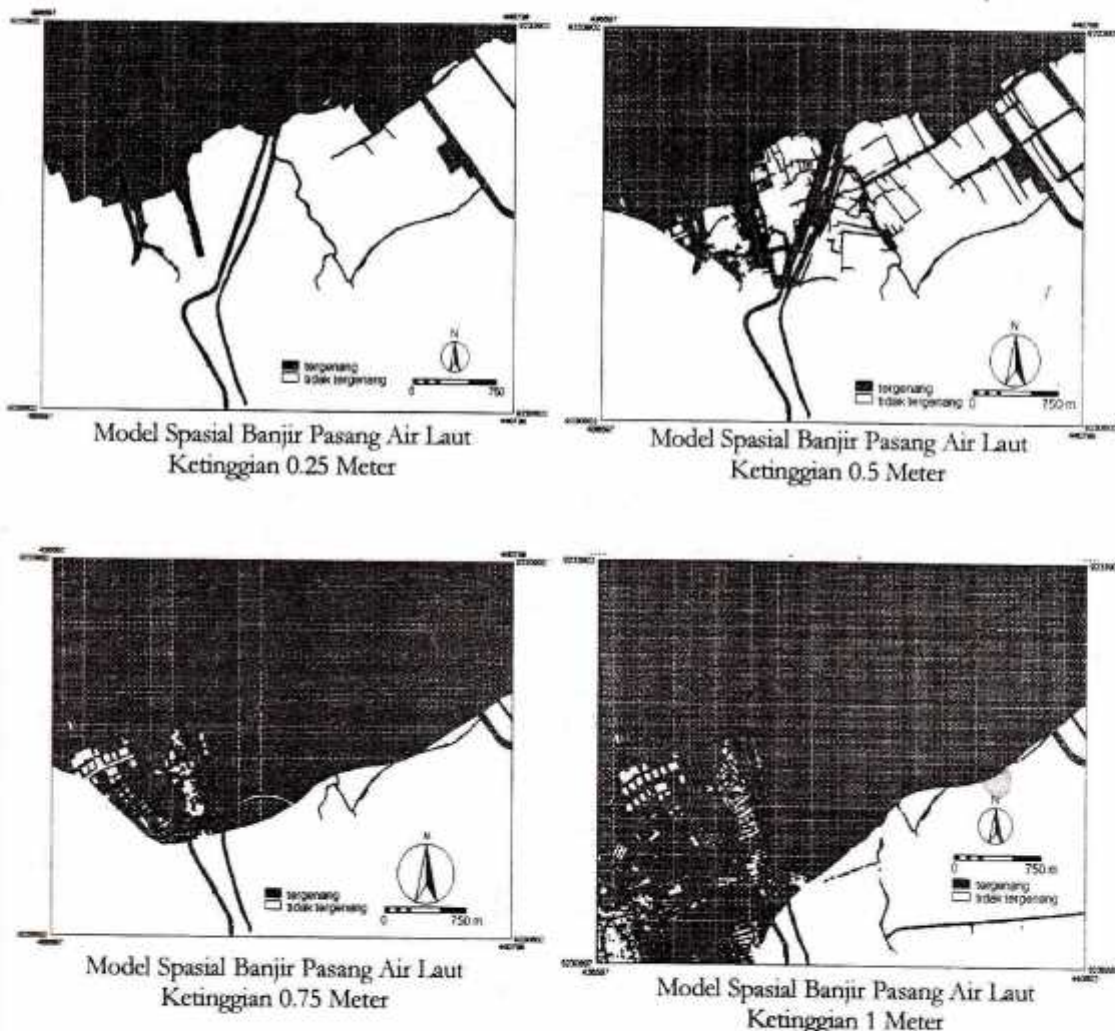 N
tergenang
tidak tergenang
0 750
Model Spasial Banjir Pasang Air Laut
Ketinggian 0.25 Meter
N
tergenang
tidak tergenang
0 750 m
Model Spasial Banjir Pasang Air Laut
Ketinggian 0.5 Meter
N
tergenang
tidak tergenang
0 750 m
Model Spasial Banjir Pasang Air Laut
Ketinggian 0.75 Meter
N
0 750 m
tergenang
tidak tergenang
Model Spasial Banjir Pasang Air Laut
Ketinggian 1 Meter